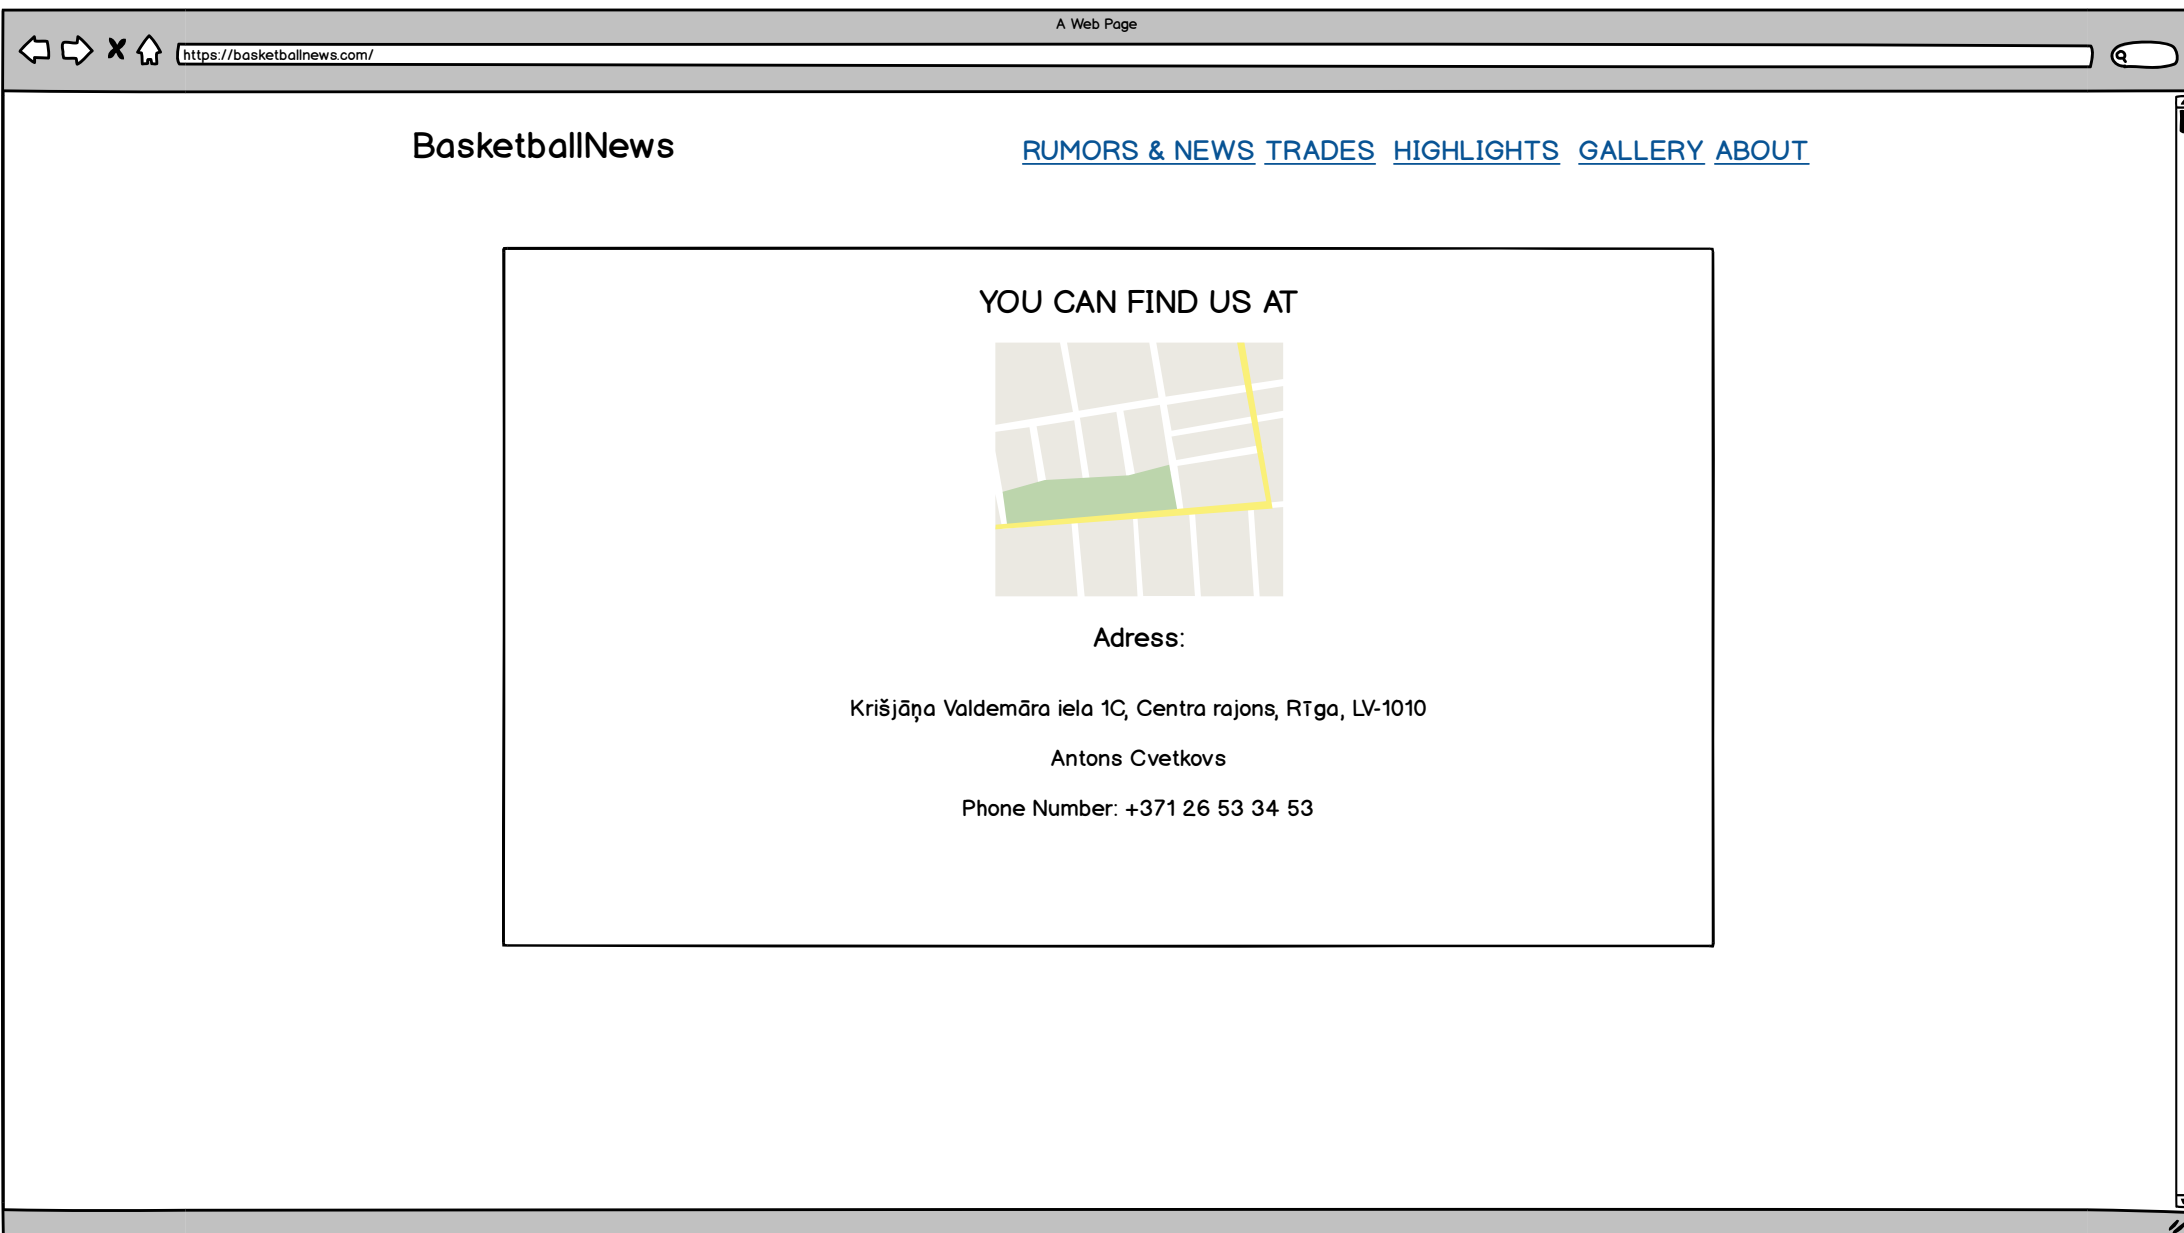 A Web Page
https://basketballnews.com/
BasketballNews
RUMORS & NEWS TRADES HIGHLIGHTS GALLERY ABOUT
YOU CAN FIND US AT
Adress:
Krišjāņa Valdemāra iela 1C, Centra rajons, Rīga, LV-1010
Antons Cvetkovs
Phone Number: +371 26 53 34 53